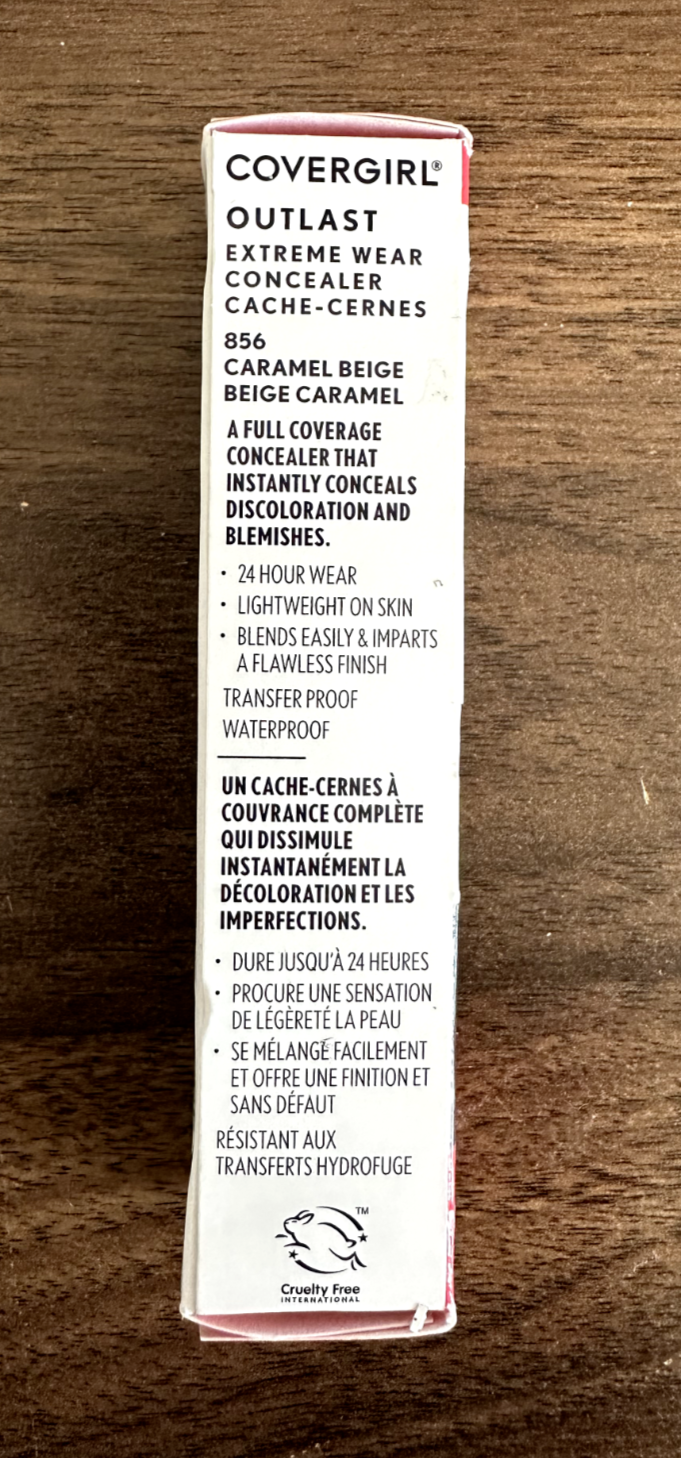 COVERGIRL®
OUTLAST
EXTREME WEAR
CONCEALER
CACHE-CERNES
856
CARAMEL BEIGE
BEIGE CARAMEL
A FULL COVERAGE
CONCEALER THAT
INSTANTLY CONCEALS
DISCOLORATION AND
BLEMISHES.
• 24 HOUR WEAR
• LIGHTWEIGHT ON SKIN
• BLENDS EASILY & IMPARTS
A FLAWLESS FINISH
TRANSFER PROOF
WATERPROOF
UN CACHE-CERNES À
COUVRANCE COMPLÈTE
QUI DISSIMULE
INSTANTANÉMENT LA
DÉCOLORATION ET LES
IMPERFECTIONS.
• DURE JUSQU'À 24 HEURES
• PROCURE UNE SENSATION
DE LÉGÈRETÉ LA PEAU
• SE MÉLANGE FACILEMENT
ET OFFRE UNE FINITION ET
SANS DÉFAUT
RÉSISTANT AUX
TRANSFERTS HYDROFUGE
TM
Cruelty Free
INTERNATIONAL